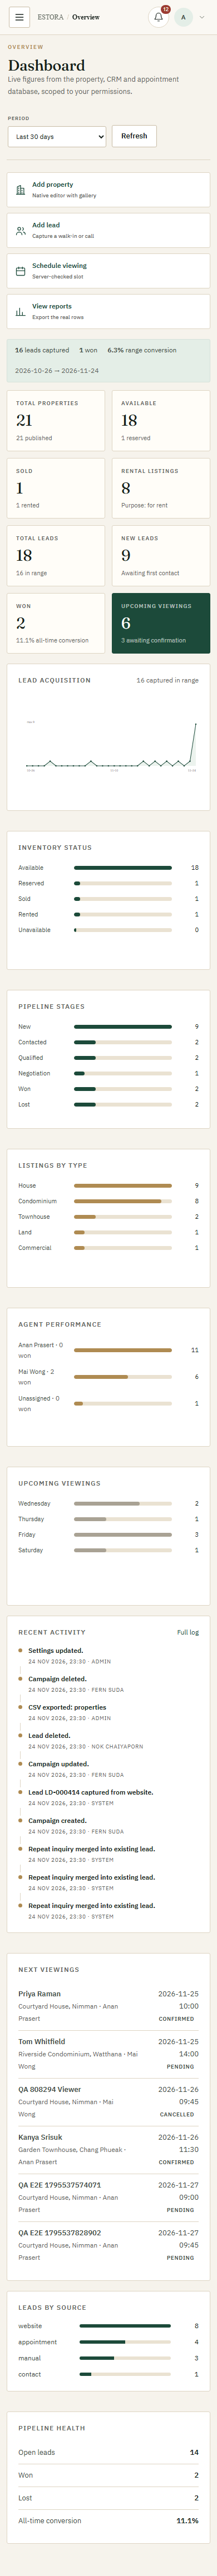 ESTORA / Overview
12
A
OVERVIEW
Dashboard
Live figures from the property, CRM and appointment
database, scoped to your permissions.
PERIOD
Last 30 days
Refresh
Add property
Native editor with gallery
Add lead
Capture a walk-in or call
Schedule viewing
Server-checked slot
View reports
Export the real rows
16 leads captured 1 won 6.3% range conversion
2026-10-26 → 2026-11-24
TOTAL PROPERTIES
21
21 published
AVAILABLE
18
1 reserved
SOLD
1
1 rented
RENTAL LISTINGS
8
Purpose: for rent
TOTAL LEADS
18
16 in range
NEW LEADS
9
Awaiting first contact
WON
2
11.1% all-time conversion
UPCOMING VIEWINGS
6
3 awaiting confirmation
LEAD ACQUISITION
16 captured in range
INVENTORY STATUS
Available 18
Reserved 1
Sold 1
Rented 1
Unavailable 0
PIPELINE STAGES
New 9
Contacted 2
Qualified 2
Negotiation 1
Won 2
Lost 2
LISTINGS BY TYPE
House 9
Condominium 8
Townhouse 2
Land 1
Commercial 1
AGENT PERFORMANCE
Anan Prasert · 0
won
11
Mai Wong · 2
won
6
Unassigned · 0
won
1
UPCOMING VIEWINGS
Wednesday 2
Thursday 1
Friday 3
Saturday 1
RECENT ACTIVITY
Full log
Settings updated.
24 NOV 2026, 23:30 · ADMIN
Campaign deleted.
24 NOV 2026, 23:30 · FERN SUDA
CSV exported: properties
24 NOV 2026, 23:30 · ADMIN
Lead deleted.
24 NOV 2026, 23:30 · NOK CHAIYAPORN
Campaign updated.
24 NOV 2026, 23:30 · FERN SUDA
Lead LD-000414 captured from website.
24 NOV 2026, 23:30 · SYSTEM
Campaign created.
24 NOV 2026, 23:30 · FERN SUDA
Repeat inquiry merged into existing lead.
24 NOV 2026, 23:30 · SYSTEM
Repeat inquiry merged into existing lead.
24 NOV 2026, 23:30 · SYSTEM
Repeat inquiry merged into existing lead.
24 NOV 2026, 23:30 · SYSTEM
NEXT VIEWINGS
Priya Raman 2026-11-25
Courtyard House, Nimman · Anan 10:00
Prasert CONFIRMED
Tom Whitfield 2026-11-25
Riverside Condominium, Watthana · Mai 14:00
Wong PENDING
QA 808294 Viewer 2026-11-26
Courtyard House, Nimman · Mai 09:45
Wong CANCELLED
Kanya Srisuk 2026-11-26
Garden Townhouse, Chang Phueak · 11:30
Anan Prasert CONFIRMED
QA E2E 1795537574071 2026-11-27
Courtyard House, Nimman · Anan 09:00
Prasert PENDING
QA E2E 1795537828902 2026-11-27
Courtyard House, Nimman · Anan 09:45
Prasert PENDING
LEADS BY SOURCE
website 8
appointment 4
manual 3
contact 1
PIPELINE HEALTH
Open leads 14
Won 2
Lost 2
All-time conversion 11.1%